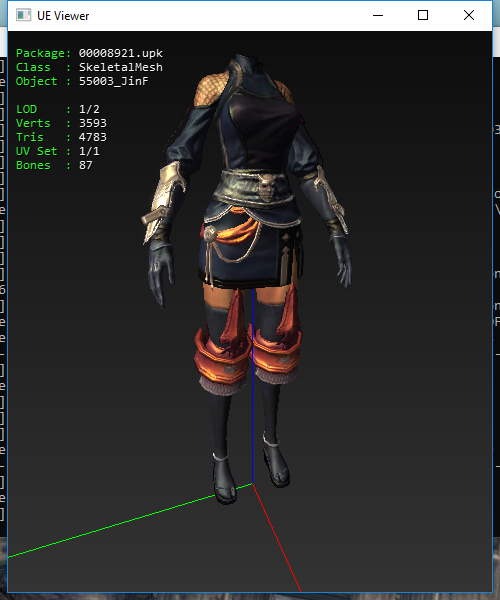 UE Viewer
Package: 00008921.upk
Class : SkeletalMesh
Object : 55003_JinF
LOD : 1/2
Verts : 3593
Tris : 4783
UV Set : 1/1
Bones : 87